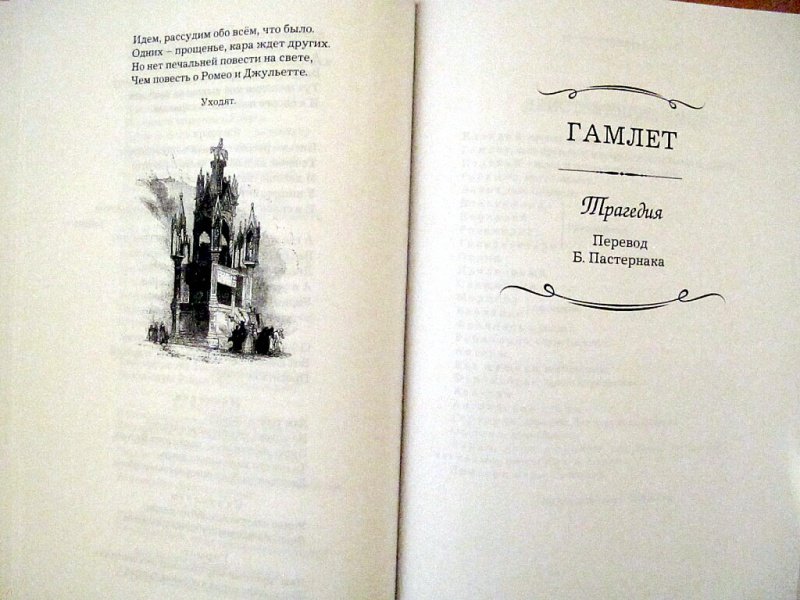 Идем, рассудим обо всём, что было.
Одних – прощенье, кара ждет других.
Но нет печальней повести на свете,
Чем повесть о Ромео и Джульетте.
Уходят.
ГАМЛЕТ
Трагедия
Перевод
Б. Пастернака